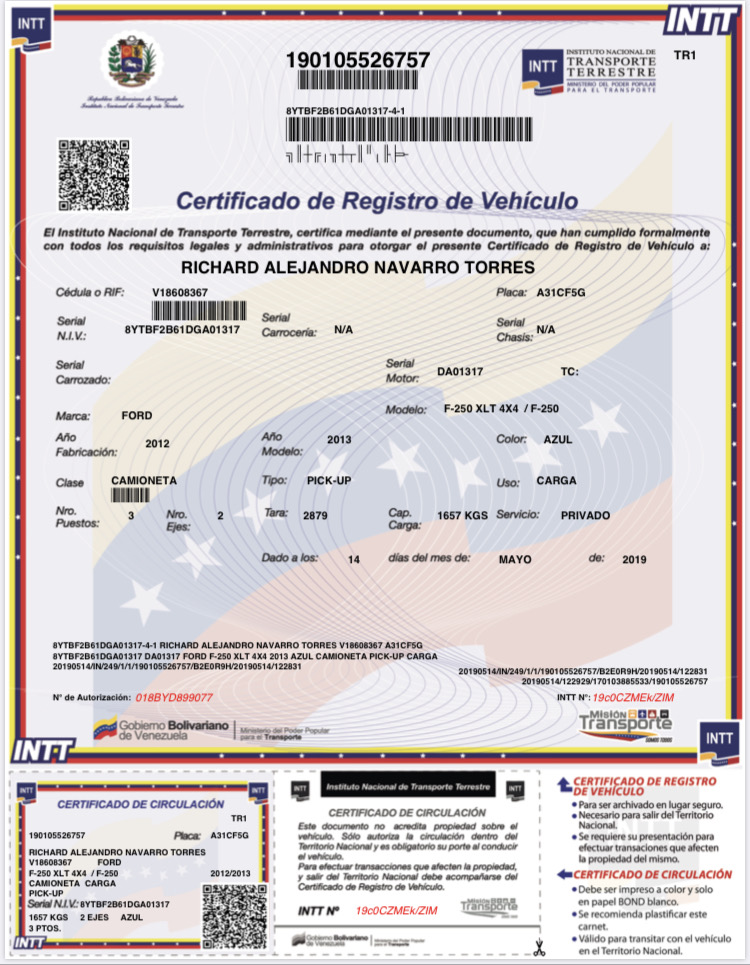 INTT
INTT
190105526757
INTT
INSTITUTO NACIONAL DE
TRANSPORTE
TERRESTRE
MINISTERIO DEL PODER POPULAR
PARA EL TRANSPORTE
TR1
República Bolivariana de Venezuela
Instituto Nacional de Transporte Terrestre
8YTBF2B61DGA01317-4-1
Certificado de Registro de Vehículo
El Instituto Nacional de Transporte Terrestre, certifica mediante el presente documento, que han cumplido formalmente
con todos los requisitos legales y administrativos para otorgar el presente Certificado de Registro de Vehículo a:
RICHARD ALEJANDRO NAVARRO TORRES
Cédula o RIF: V18608367 Placa: A31CF5G
Serial N.I.V.: 8YTBF2B61DGA01317 Serial Carrocería: N/A Serial Chasis: N/A
Serial Carrozado: Serial Motor: DA01317 TC:
Marca: FORD Modelo: F-250 XLT 4X4 / F-250
Año Fabricación: 2012 Año Modelo: 2013 Color: AZUL
Clase CAMIONETA Tipo: PICK-UP Uso: CARGA
Nro. Puestos: 3 Nro. Ejes: 2 Tara: 2879 Cap. Carga: 1657 KGS Servicio: PRIVADO
Dado a los: 14 días del mes de: MAYO de: 2019
8YTBF2B61DGA01317-4-1 RICHARD ALEJANDRO NAVARRO TORRES V18608367 A31CF5G
8YTBF2B61DGA01317 DA01317 FORD F-250 XLT 4X4 2013 AZUL CAMIONETA PICK-UP CARGA
20190514/IN/249/1/1/190105526757/B2E0R9H/20190514/122831
20190514/IN/249/1/1/190105526757/B2E0R9H/20190514/122831
20190514/122929/170103885533/190105526757
N° de Autorización: 018BYD899077
INTT N°: 19c0CZMEk/ZIM
Gobierno Bolivariano
de Venezuela
Ministerio del Poder Popular
para el Transporte
Misión
Transporte
SOMOS TODOS
INTT
INTT
INTT
INTT
CERTIFICADO DE CIRCULACIÓN
TR1
190105526757 Placa: A31CF5G
RICHARD ALEJANDRO NAVARRO TORRES
V18608367 FORD
F-250 XLT 4X4 / F-250 2012/2013
CAMIONETA CARGA
PICK-UP
Serial N.I.V.: 8YTBF2B61DGA01317
1657 KGS 2 EJES AZUL
3 PTOS.
INTT
INTT
Instituto Nacional de Transporte Terrestre
INTT
CERTIFICADO DE CIRCULACIÓN
Este documento no acredita propiedad sobre el
vehículo. Sólo autoriza la circulación dentro del
Territorio Nacional y es obligatorio su porte al conducir
el vehículo.
Para efectuar transacciones que afecten la propiedad,
y salir del Territorio Nacional debe acompañarse del
Certificado de Registro de Vehículo.
INTT Nº 19c0CZMEk/ZIM
Transporte
Gobierno Bolivariano
de Venezuela
Ministerio del Poder Popular
para el Transporte
CERTIFICADO DE REGISTRO
DE VEHÍCULO
• Para ser archivado en lugar seguro.
• Necesario para salir del Territorio
Nacional.
• Se requiere su presentación para
efectuar transacciones que afecten
la propiedad del mismo.
CERTIFICADO DE CIRCULACIÓN
• Debe ser impreso a color y solo
en papel BOND blanco.
• Se recomienda plastificar este
carnet.
• Válido para transitar con el vehículo
en el Territorio Nacional.